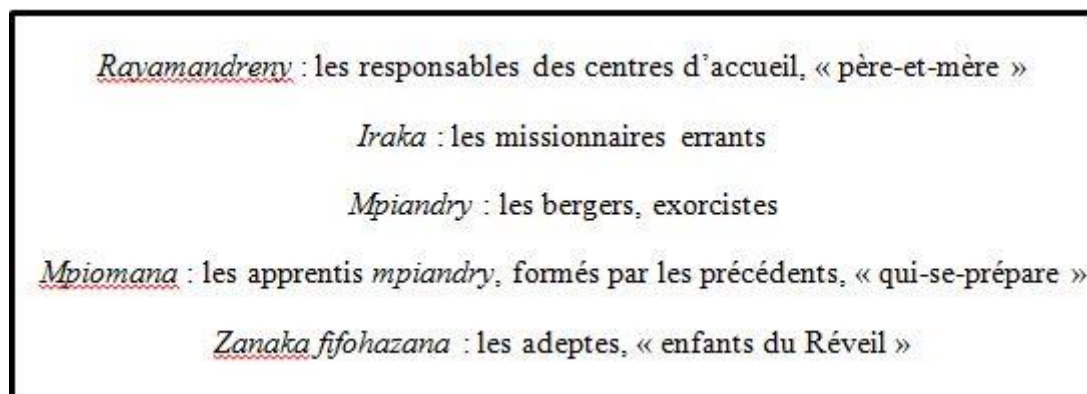 Rayamandreny : les responsables des centres d’accueil, « père-et-mère »
Iraka : les missionnaires errants
Mpiandry : les bergers, exorcistes
Mpiomana : les apprentis mpiandry, formés par les précédents, « qui-se-prépare »
Zanaka fifohazana : les adeptes, « enfants du Réveil »